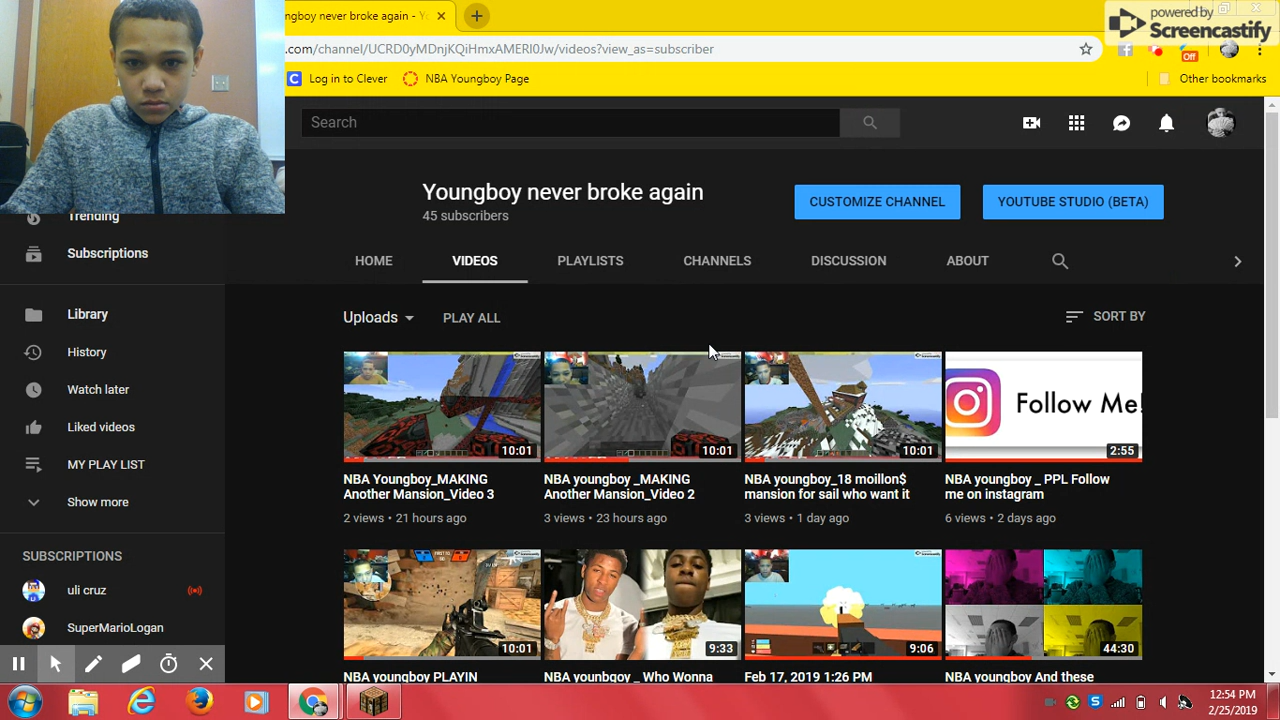 oungboy never broke again - Yo
powered by
Screencastify
.com/channel/UCRD0yMDnjKQiHmxAMERl0Jw/videos?view_as=subscriber
Off
C Log in to Clever
NBA Youngboy Page
Other bookmarks
Search
Youngboy never broke again
45 subscribers
CUSTOMIZE CHANNEL
YOUTUBE STUDIO (BETA)
HOME
VIDEOS
PLAYLISTS
CHANNELS
DISCUSSION
ABOUT
Trending
Subscriptions
Library
History
Watch later
Liked videos
MY PLAY LIST
Show more
SUBSCRIPTIONS
uli cruz
SuperMarioLogan
Uploads
PLAY ALL
SORT BY
10:01
NBA Youngboy_MAKING
Another Mansion_Video 3
2 views • 21 hours ago
10:01
NBA youngboy _MAKING
Another Mansion_Video 2
3 views • 23 hours ago
10:01
NBA youngboy_18 moillon$
mansion for sail who want it
3 views • 1 day ago
Follow Me!
2:55
NBA youngboy _ PPL Follow
me on instagram
6 views • 2 days ago
10:01
NBA youngboy PLAYIN
9:33
NBA younbgoy _ Who Wonna
9:06
Feb 17, 2019 1:26 PM
44:30
NBA youngboy And these
12:54 PM
2/25/2019